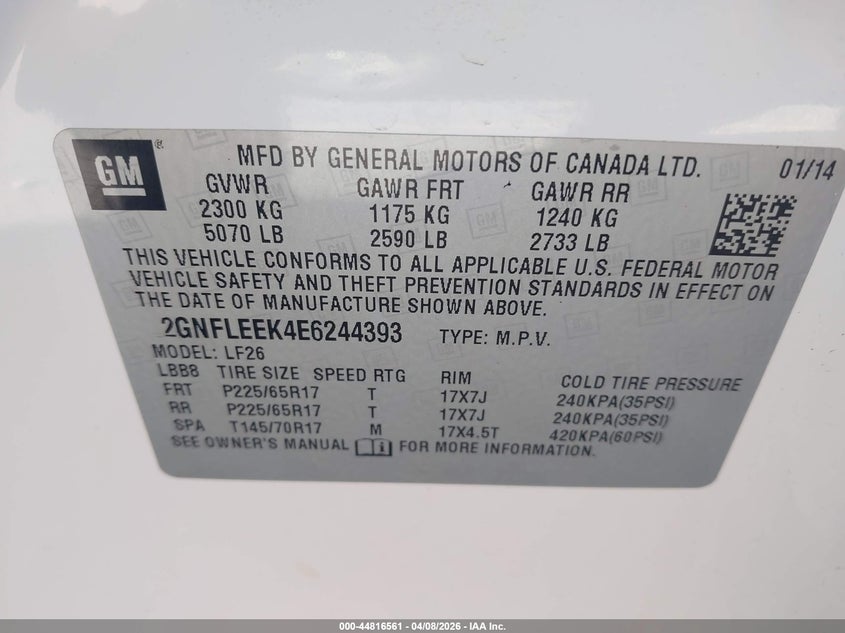 GM
MFD BY GENERAL MOTORS OF CANADA LTD. 01/14
GVWR GAWR FRT GAWR RR
2300 KG 1175 KG 1240 KG
5070 LB 2590 LB 2733 LB
THIS VEHICLE CONFORMS TO ALL APPLICABLE U.S. FEDERAL MOTOR
VEHICLE SAFETY AND THEFT PREVENTION STANDARDS IN EFFECT ON
THE DATE OF MANUFACTURE SHOWN ABOVE.
2GNFLEEK4E6244393 TYPE: M.P.V.
MODEL: LF26
LBB8 TIRE SIZE SPEED RTG RIM COLD TIRE PRESSURE
FRT P225/65R17 T 17X7J 240KPA(35PSI)
RR P225/65R17 T 17X7J 240KPA(35PSI)
SPA T145/70R17 M 17X4.5T 420KPA(60PSI)
SEE OWNER'S MANUAL FOR MORE INFORMATION.
000-44816561 | 04/08/2026 - IAA Inc.